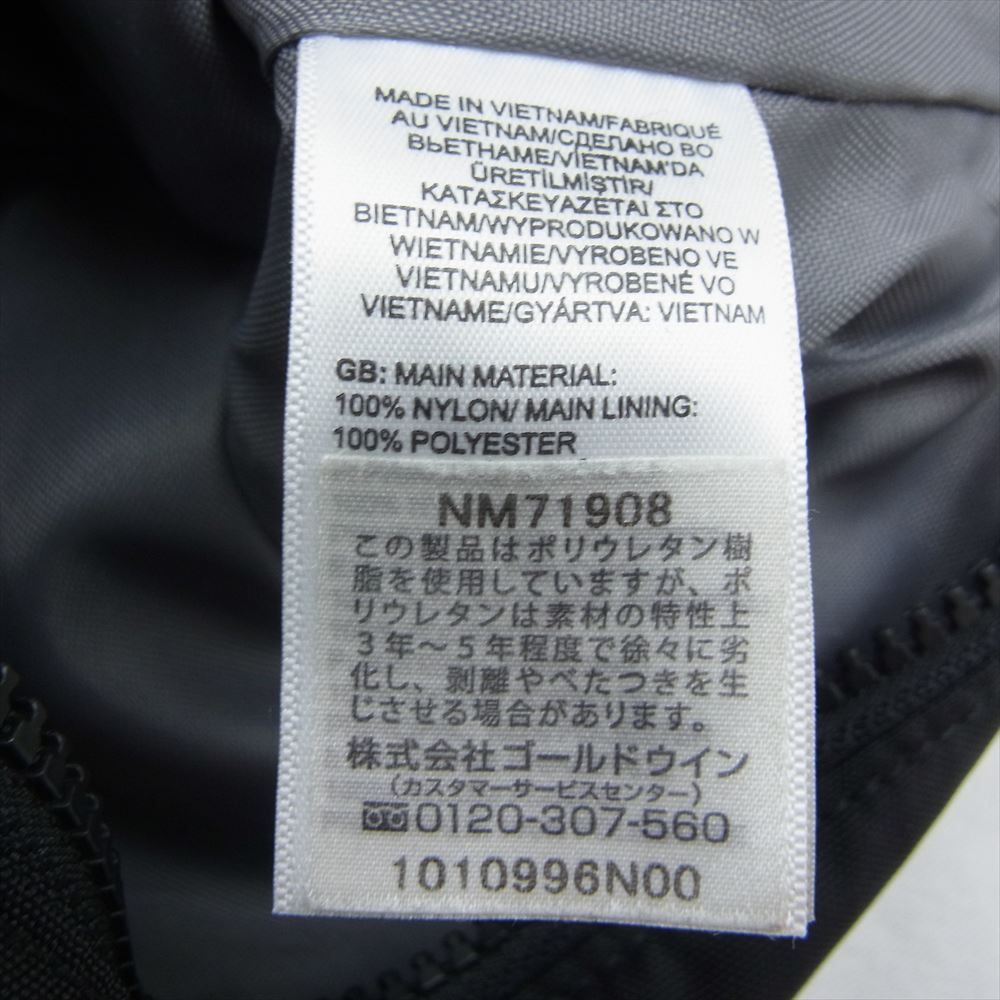 MADE IN VIETNAM/FABRIQUÉ
AU VIETNAM/СДЕЛАНО ВО
ВЬЕТНАМЕ/VİETNAM'DA
ÜRETİLMİŞTİR/
ΚΑΤΑΣΚΕΥΑΖΕΤΑΙ ΣΤΟ
ΒΙΕΤΝΑΜ/WYPRODUKOWANO W
WIETNAMIE/VYROBENO VE
VIETNAMU/VYROBENÉ VO
VIETNAME/GYÁRTVA: VIETNAM
GB: MAIN MATERIAL:
100% NYLON/ MAIN LINING:
100% POLYESTER
NM71908
この製品はポリウレタン樹
脂を使用していますが、ポ
リウレタンは素材の特性上
3年～5年程度で徐々に劣
化し、剥離やべたつきを生
じさせる場合があります。
株式会社ゴールドウイン
(カスタマーサービスセンター)
0120-307-560
1010996N00